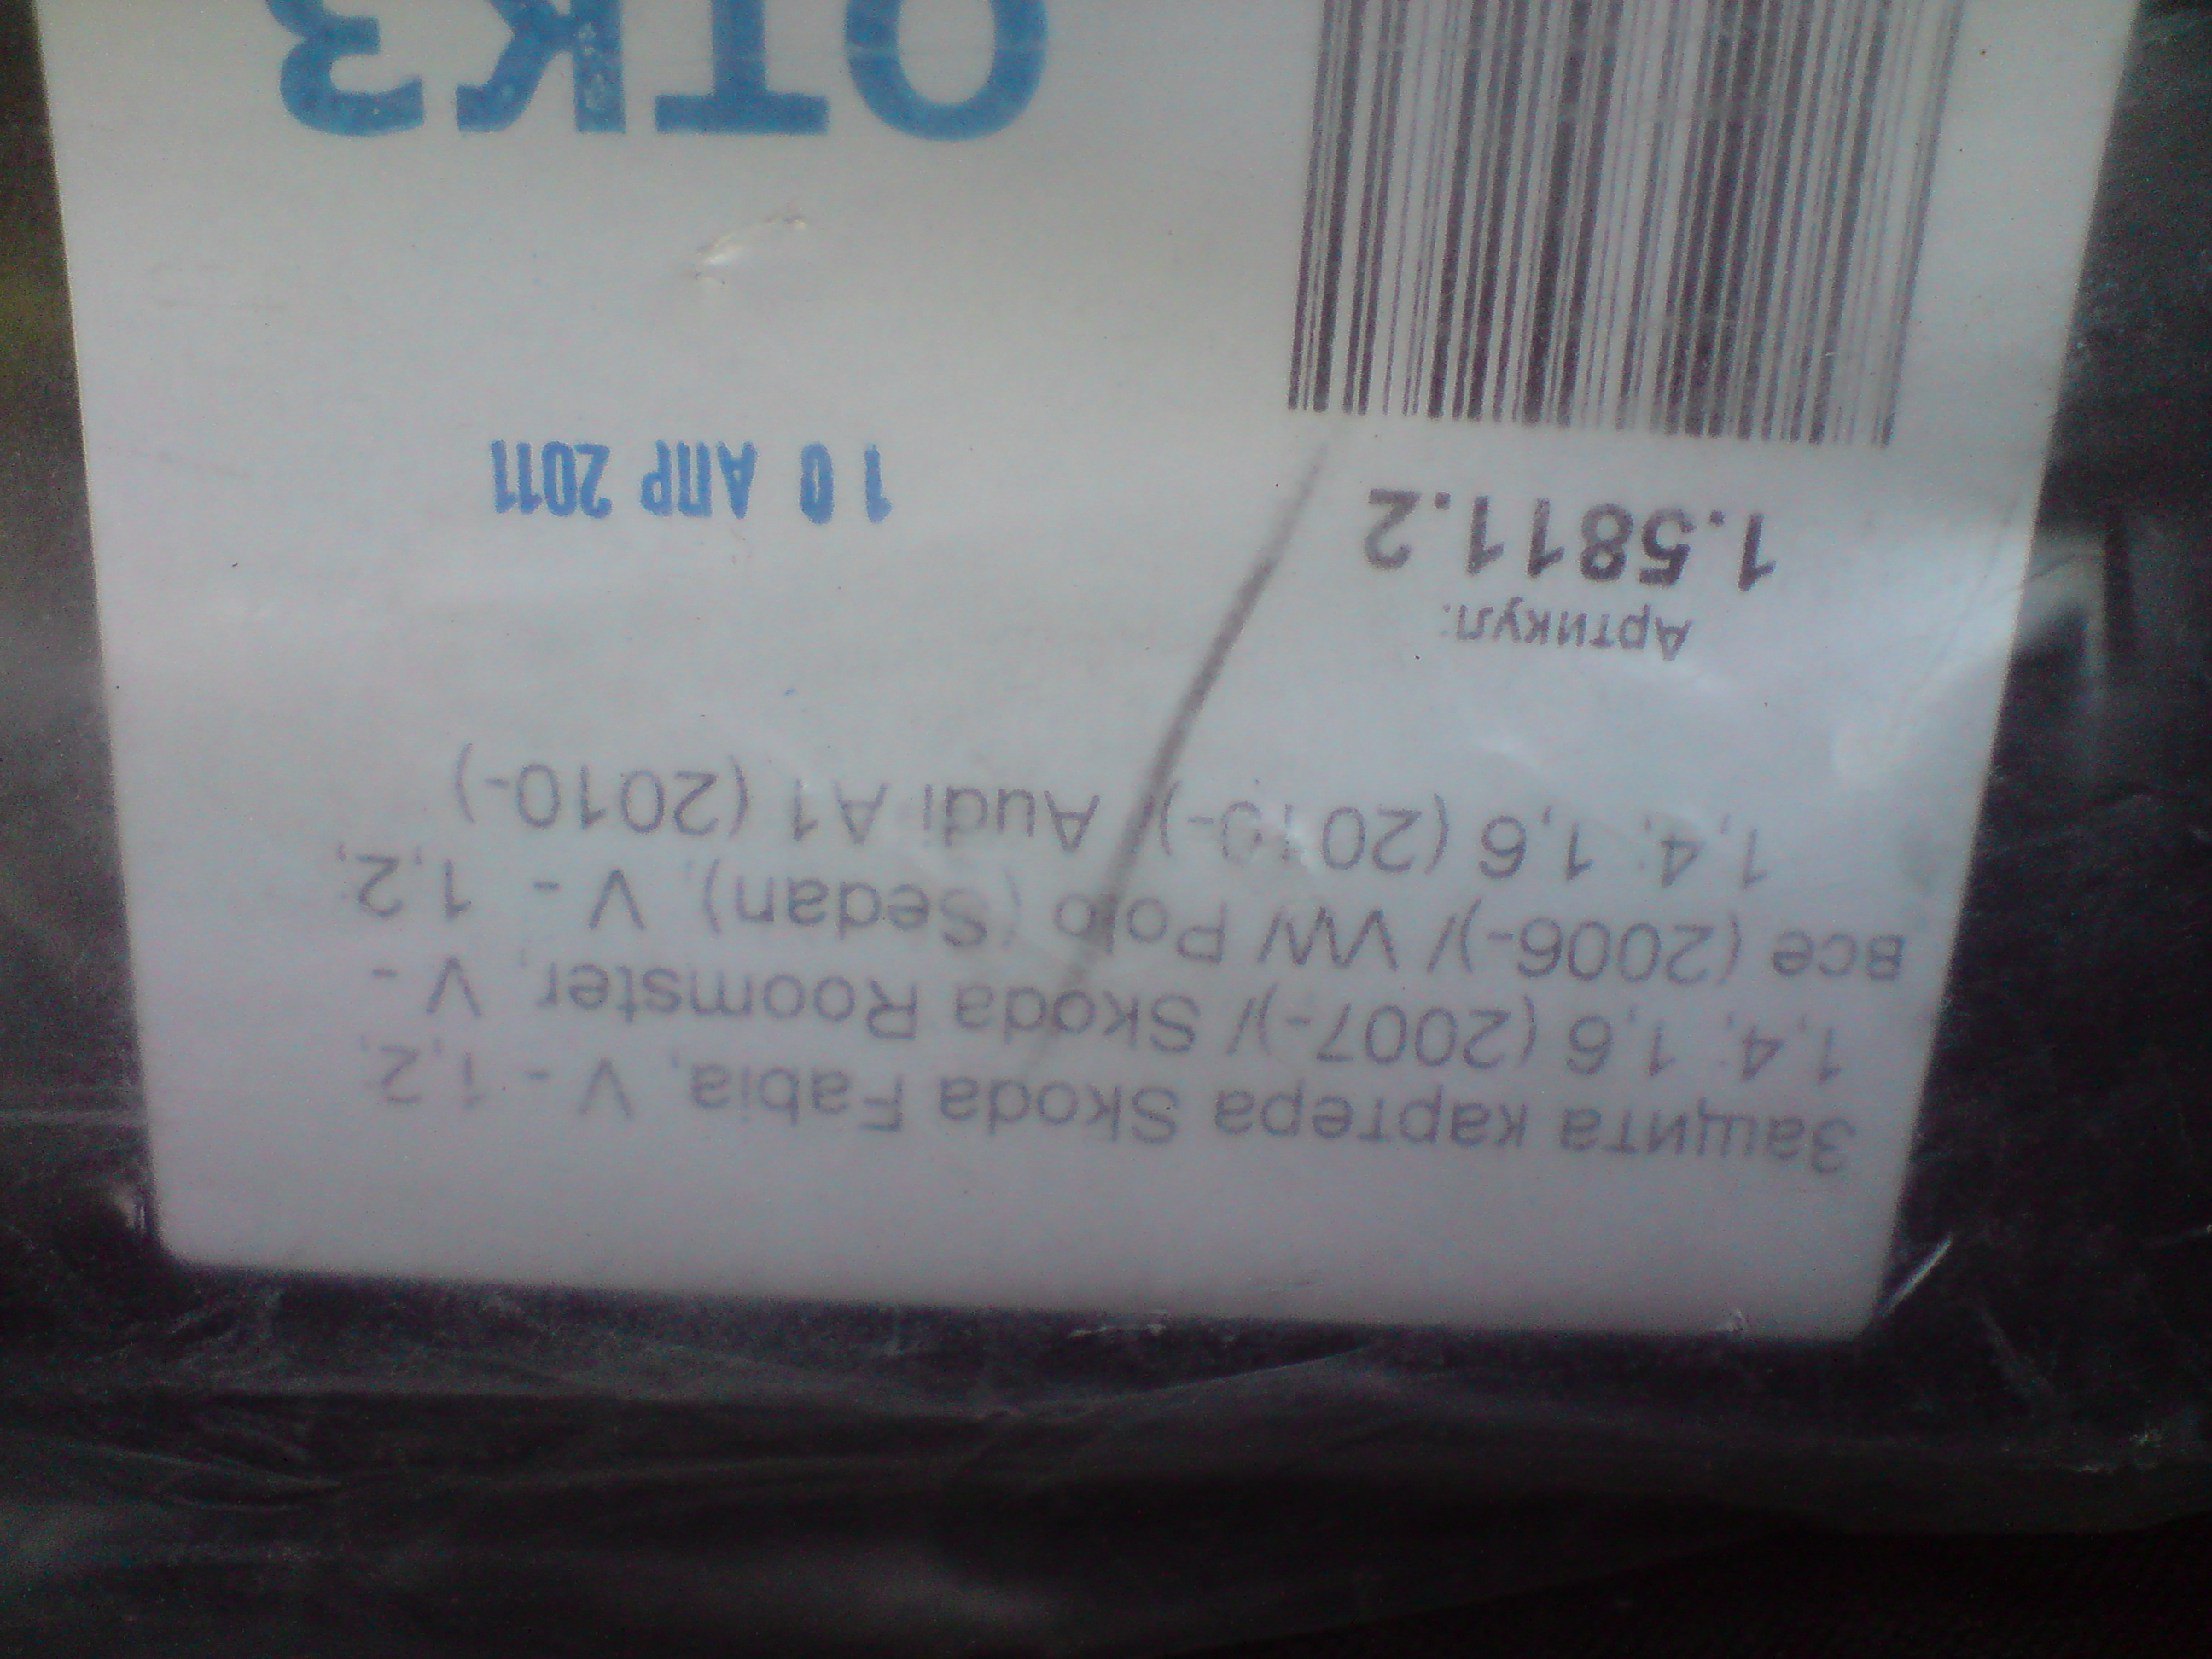 Защита картера Skoda Fabia, V - 1,2,
1,4; 1,6 (2007-)/ Skoda Roomster, V -
все (2006-)/ VW Polo (Sedan), V - 1,2,
1,4; 1,6 (2010-) Audi A1 (2010-)
Артикул:
1.5811.2
10 АПР 2011
ОТК3